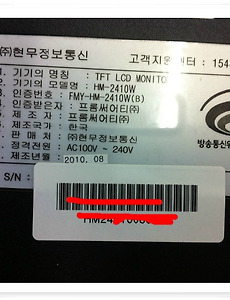 ㈜현무정보통신 고객지원센터 : 154
1. 기기의 명칭 : TFT LCD MONITO
2. 기기의 모델명 : HM-2410W
3. 인증번호 : FMY-HM-2410W(B)
4. 인증받은자 : 프롬써어티(주)
5. 제 조 자 : 프롬써어티(주)
6. 제조국가 : 한국
7. ㈜현무정보통신
8. 정격전원 : AC100V ~ 240V
9. 제조년월 : 2010. 08
방송통신위
S/N :